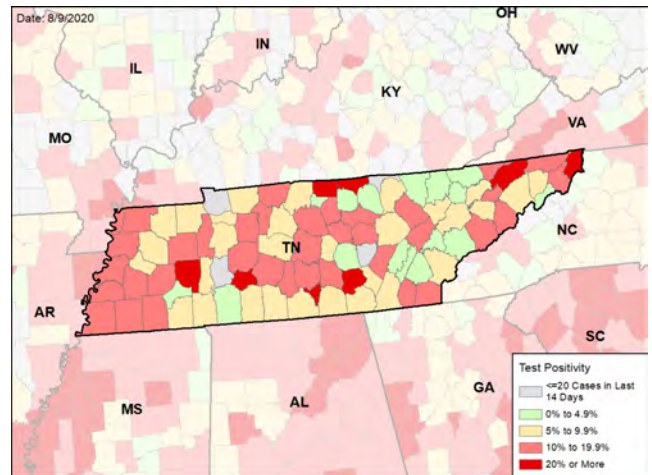 Date: 8/9/2020
OH
IN
WV
IL
KY
MO
VA
TN
NC
AR
SC
MS
AL
GA
Test Positivity
<=20 Cases in Last
14 Days
0% to 4.9%
5% to 9.9%
10% to 19.9%
20% or More